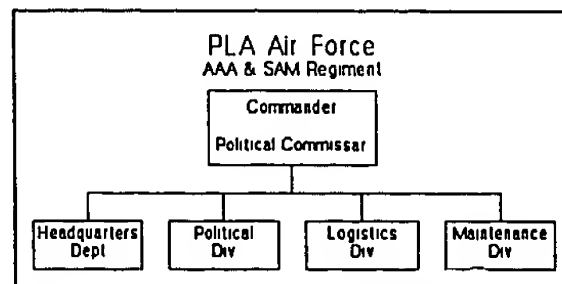 PLA Air Force
AAA & SAM Regiment
Commander
Political Commissar
Headquarters
Dept
Political
Div
Logistics
Div
Maintenance
Div